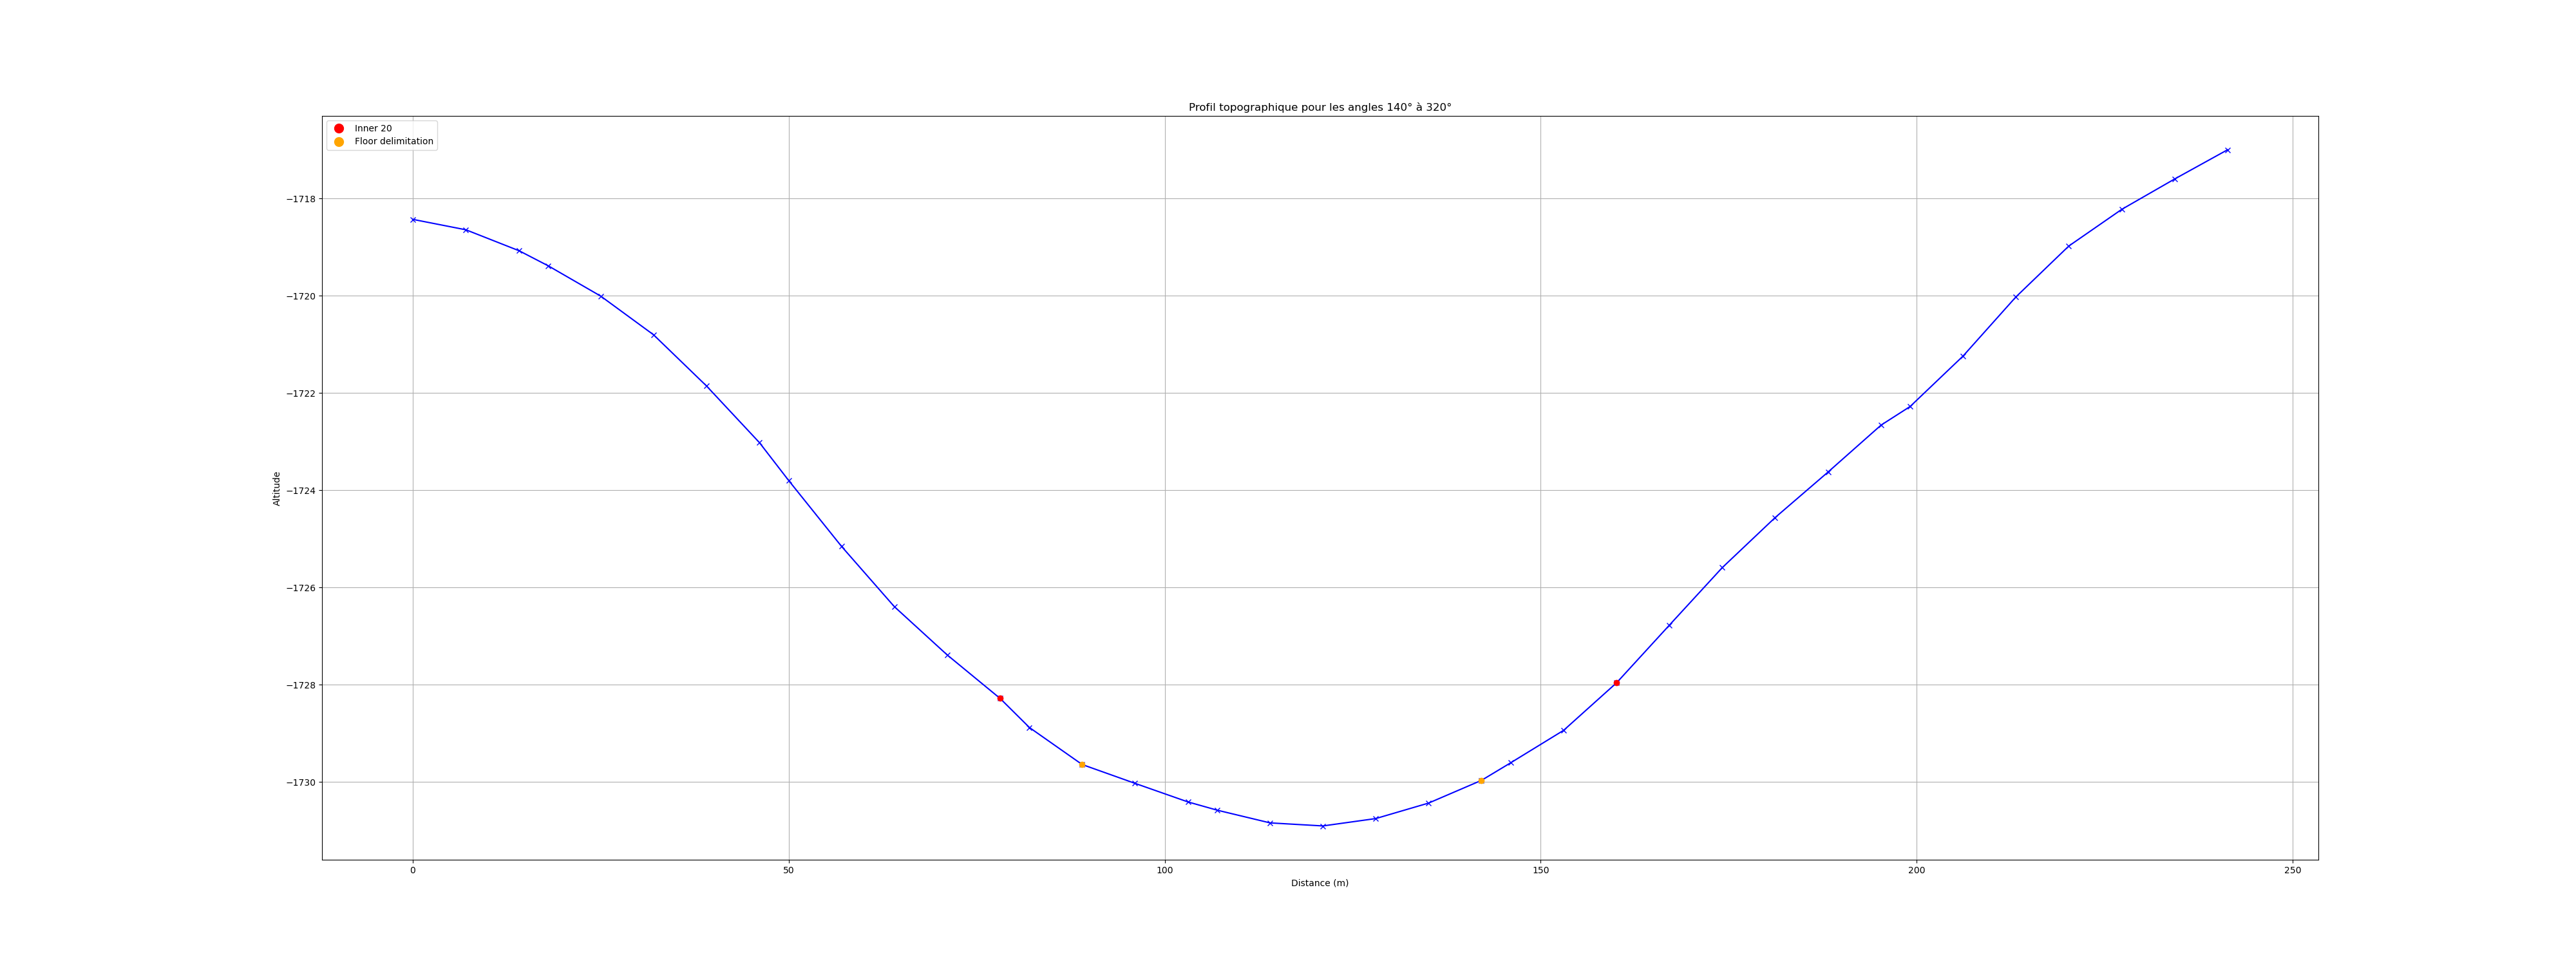 Profil topographique pour les angles 140° à 320°
Inner 20
Floor delimitation
Altitude
−1718
−1720
−1722
−1724
−1726
−1728
−1730
0
50
100
150
200
250
Distance (m)